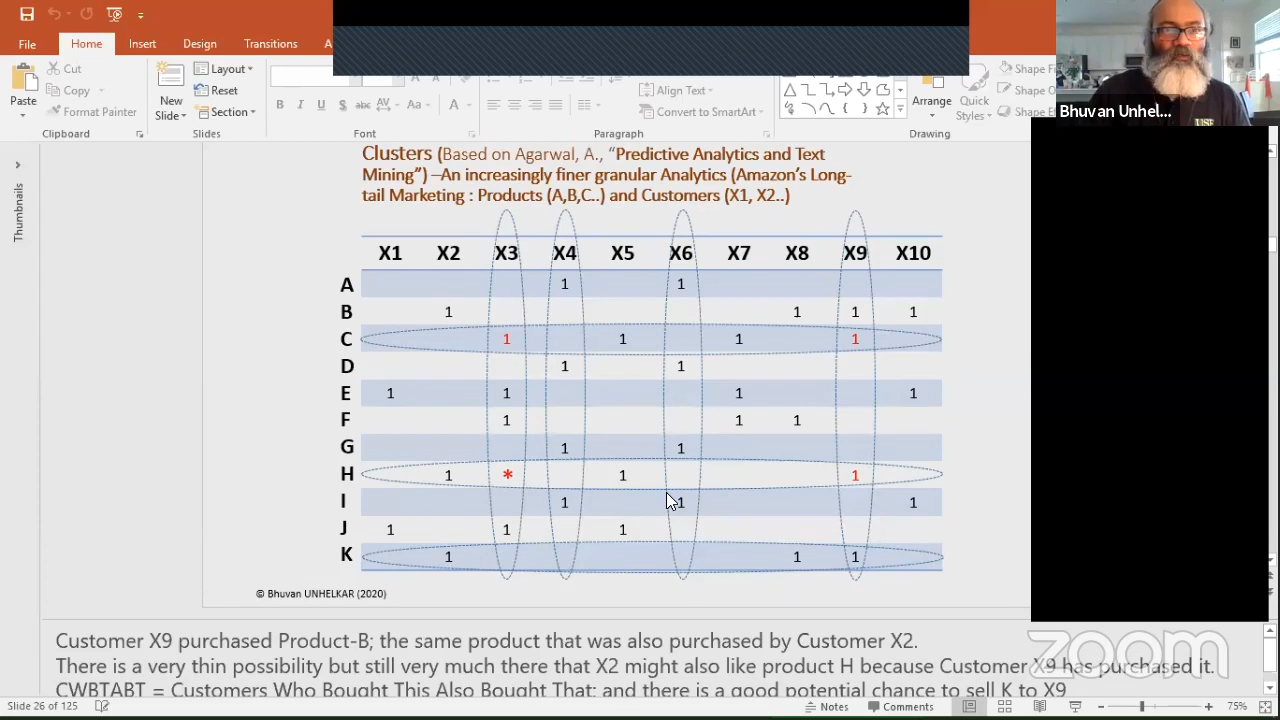 File Home Insert Design Transitions A
Cut
Copy
Format Painter
Paste
Clipboard
New
Slide
Layout
Reset
Section
Slides
Font
Align Text
Convert to SmartArt
Paragraph
Arrange
Quick
Styles
Shape Fi
Shape O
Shape Ef
Drawing
Bhuvan Unhel...
USF
Thumbnails
Clusters (Based on Agarwal, A., “Predictive Analytics and Text
Mining”) –An increasingly finer granular Analytics (Amazon’s Long-
tail Marketing : Products (A,B,C..) and Customers (X1, X2..)
X1 X2 X3 X4 X5 X6 X7 X8 X9 X10
A 1 1
B 1 1 1 1
C 1 1 1 1
D 1 1
E 1 1 1 1
F 1 1 1
G 1 1
H 1 * 1 1
I 1 1 1
J 1 1 1
K 1 1 1
© Bhuvan UNHELKAR (2020)
Customer X9 purchased Product-B; the same product that was also purchased by Customer X2.
There is a very thin possibility but still very much there that X2 might also like product H because Customer X9 has purchased it.
CWBTABT = Customers Who Bought This Also Bought That; and there is a good potential chance to sell K to X9
zoom
Slide 26 of 125
Notes
Comments
75%